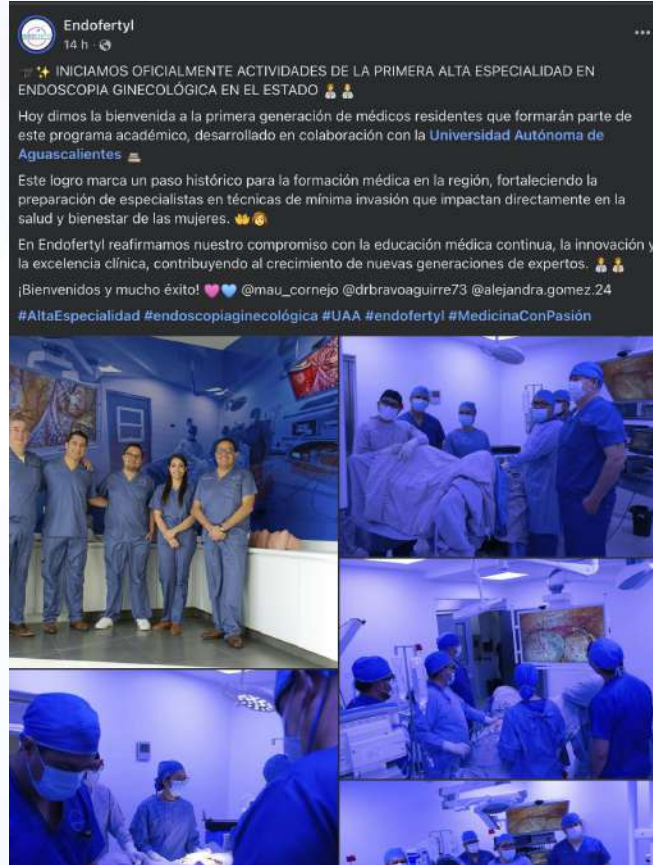 Endofertyl
14 h
INICIAMOS OFICIALMENTE ACTIVIDADES DE LA PRIMERA ALTA ESPECIALIDAD EN
ENDOSCOPIA GINECOLÓGICA EN EL ESTADO
Hoy dimos la bienvenida a la primera generación de médicos residentes que formarán parte de
este programa académico, desarrollado en colaboración con la Universidad Autónoma de
Aguascalientes
Este logro marca un paso histórico para la formación médica en la región, fortaleciendo la
preparación de especialistas en técnicas de mínima invasión que impactan directamente en la
salud y bienestar de las mujeres.
En Endofertyl reafirmamos nuestro compromiso con la educación médica continua, la innovación y
la excelencia clínica, contribuyendo al crecimiento de nuevas generaciones de expertos.
¡Bienvenidos y mucho éxito! @mau_cornejo @drbravoaguirre73 @alejandra.gomez.24
#AltaEspecialidad #endoscopiaginecológica #UAA #endofertyl #MedicinaConPasión